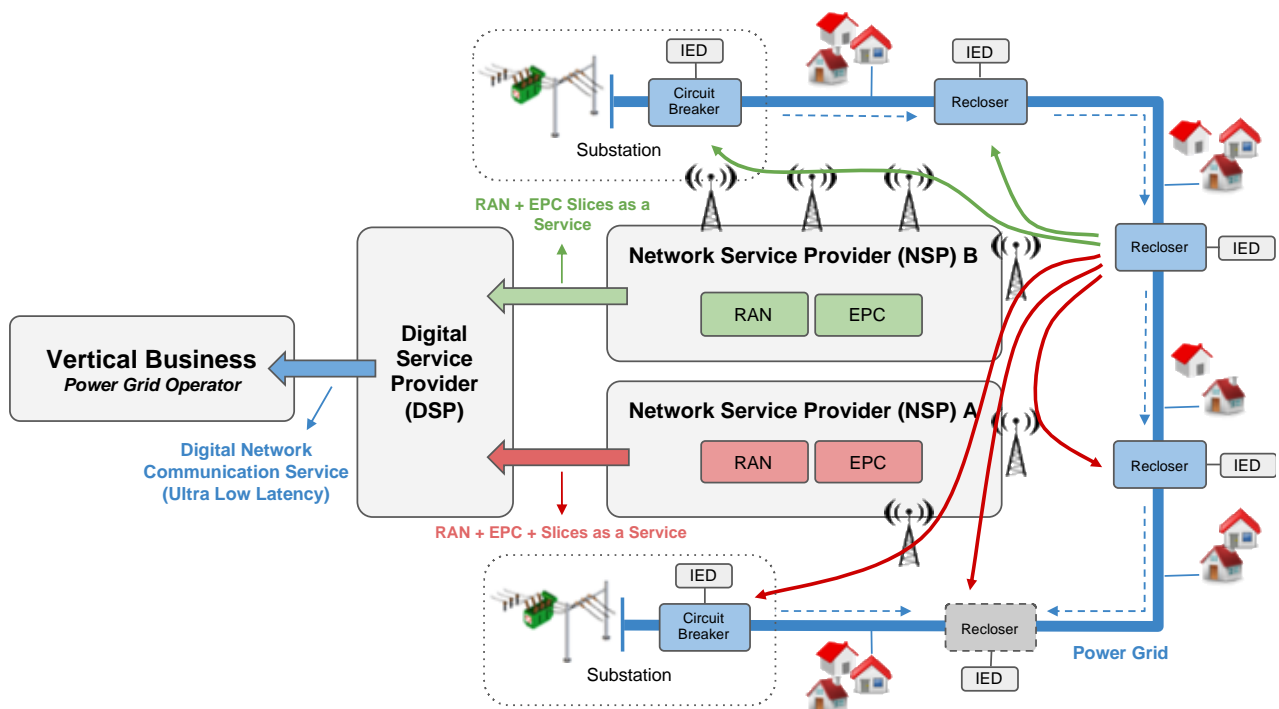 IED
IED
Circuit
Breaker
Recloser
Substation
RAN + EPC Slices as a
Service
Network Service Provider (NSP) B
RAN
EPC
Recloser
IED
Digital
Service
Provider
(DSP)
Vertical Business
Power Grid Operator
Network Service Provider (NSP) A
RAN
EPC
Digital Network
Communication Service
(Ultra Low Latency)
Recloser
IED
RAN + EPC + Slices as a Service
IED
Circuit
Breaker
Recloser
Substation
IED
Power Grid